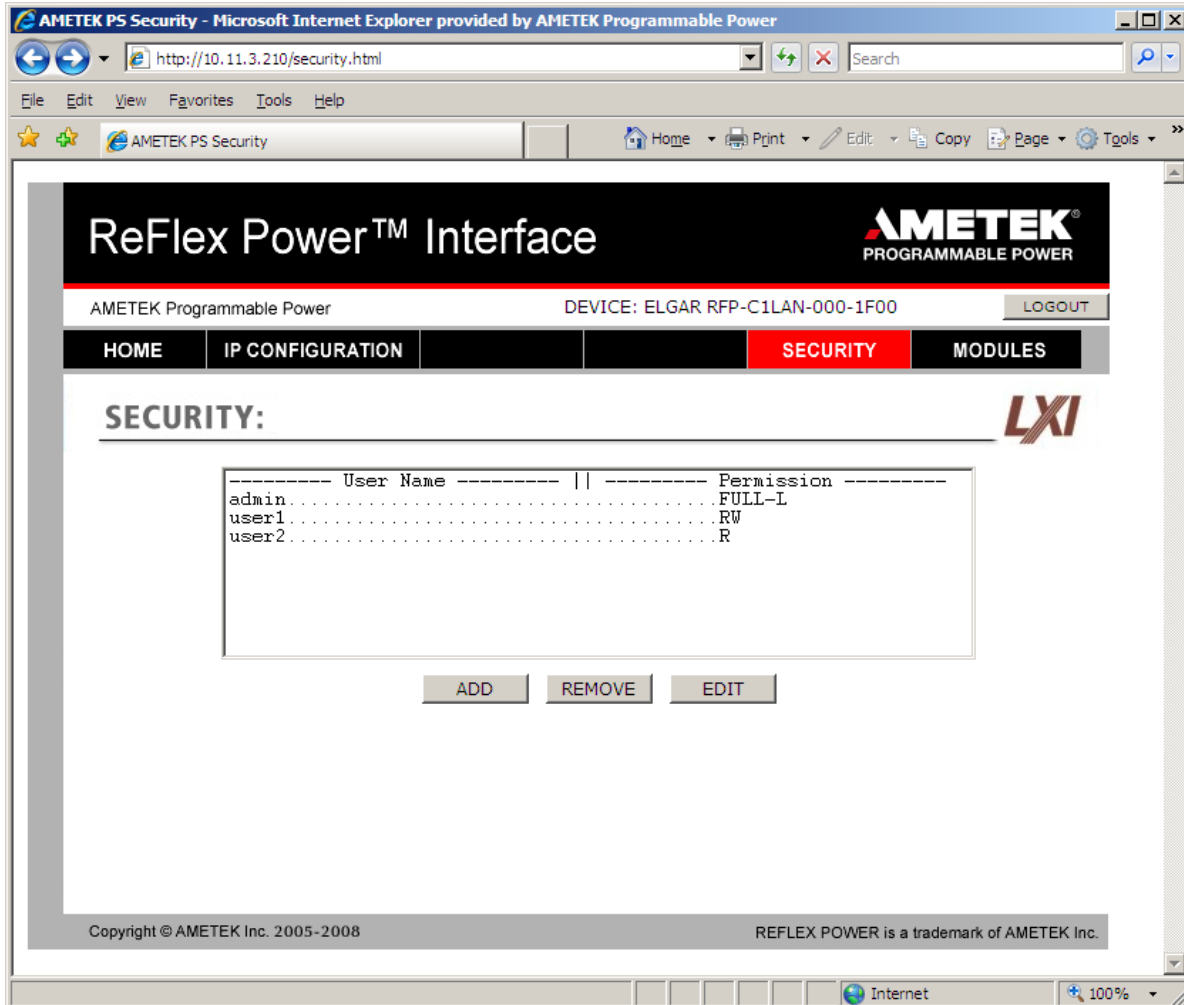 AMETEK PS Security - Microsoft Internet Explorer provided by AMETEK Programmable Power
http://10.11.3.210/security.html
Search
File Edit View Favorites Tools Help
AMETEK PS Security
Home Print Edit Copy Page Tools »
ReFlex Power™ Interface
AMETEK®
PROGRAMMABLE POWER
AMETEK Programmable Power DEVICE: ELGAR RFP-C1LAN-000-1F00 LOGOUT
HOME IP CONFIGURATION SECURITY MODULES
SECURITY:
LXI
--------- User Name --------- || --------- Permission ---------
admin......................................FULL-L
user1......................................RW
user2......................................R
ADD REMOVE EDIT
Copyright © AMETEK Inc. 2005-2008 REFLEX POWER is a trademark of AMETEK Inc.
Internet 100%